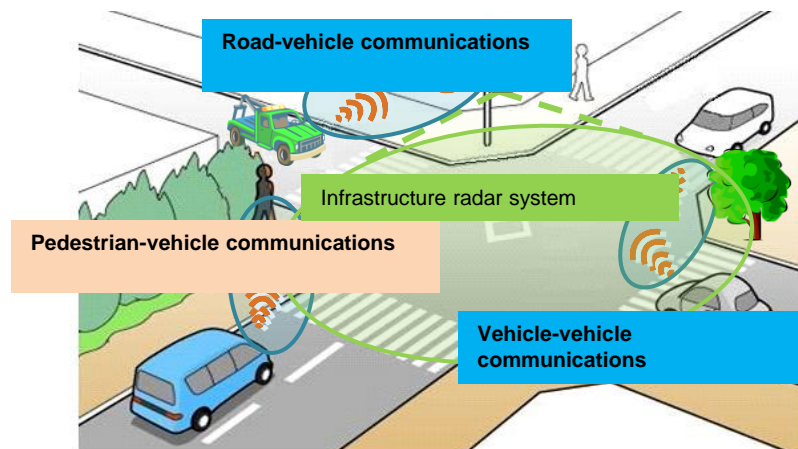 Road-vehicle communications
Infrastructure radar system
Pedestrian-vehicle communications
Vehicle-vehicle
communications